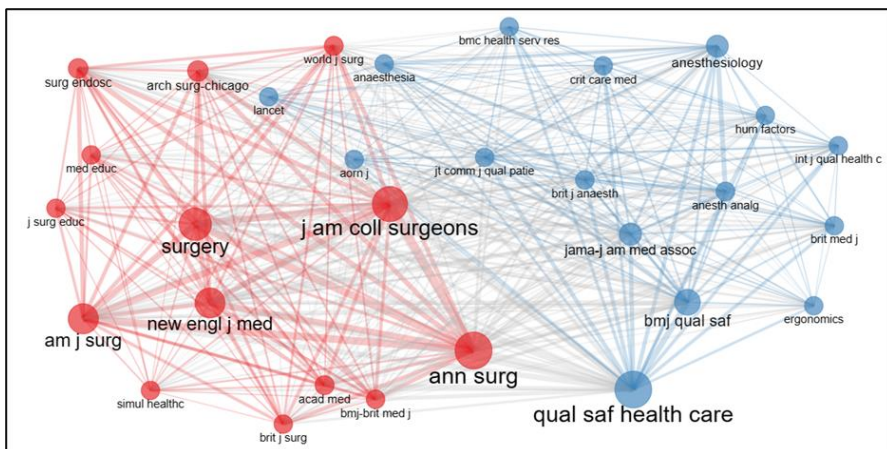 bmc health serv res
world j surg
anaesthesia
anesthesiology
surg endosc
arch surg-chicago
crit care med
lancet
hum factors
med educ
aorn j
jt comm j qual patie
int j qual health c
brit j anaesth
anesth analg
j surg educ
surgery
j am coll surgeons
jama-j am med assoc
brit med j
am j surg
new engl j med
bmj qual saf
ergonomics
ann surg
simul healthc
acad med
bmj-brit med j
qual saf health care
brit j surg